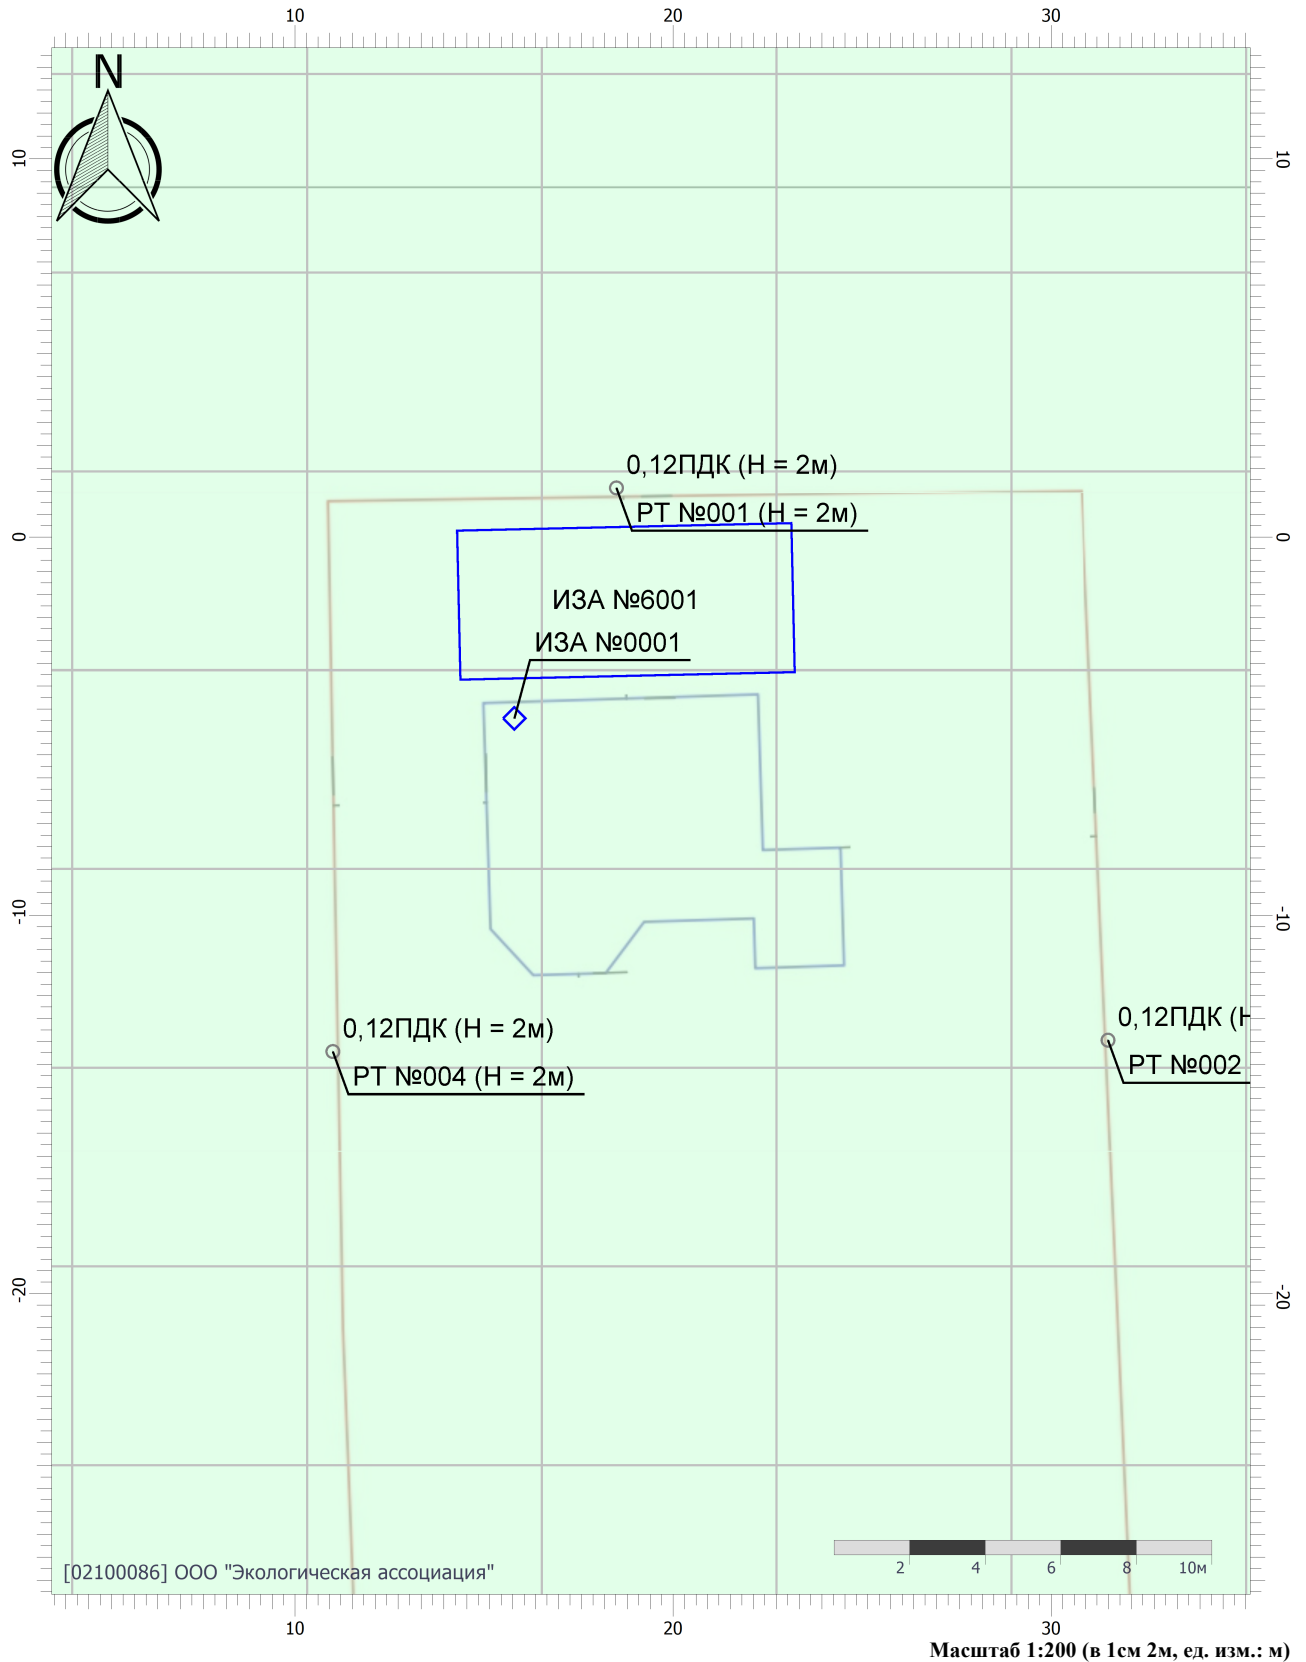 10 20 30
N
10 10
0,12ПДК (H = 2м)
РТ №001 (H = 2м)
0 0
ИЗА №6001
ИЗА №0001
-10 -10
0,12ПДК (H
0,12ПДК (H = 2м)
РТ №002
РТ №004 (H = 2м)
-20 -20
2 4 6 8 10м
[02100086] ООО "Экологическая ассоциация"
10 20 30
Масштаб 1:200 (в 1см 2м, ед. изм.: м)